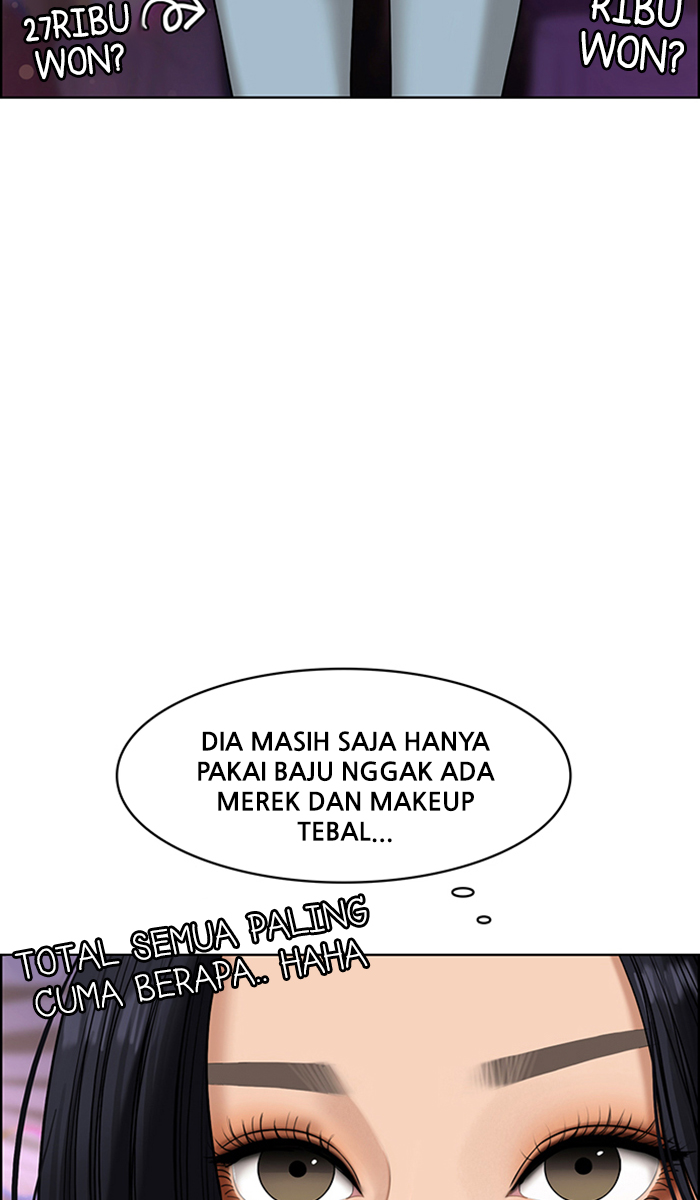 27RIBU
WON?
RIBU
WON?
DIA MASIH SAJA HANYA
PAKAI BAJU NGGAK ADA
MEREK DAN MAKEUP
TEBAL...
TOTAL SEMUA PALING
CUMA BERAPA.. HAHA